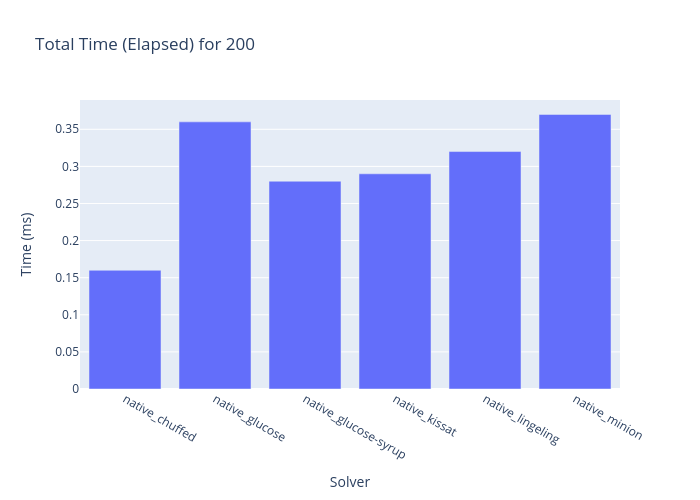 Total Time (Elapsed) for 200
Time (ms)
0.35
0.3
0.25
0.2
0.15
0.1
0.05
0
native_chuffed
native_glucose
native_glucose-syrup
native_kissat
native_lingeling
native_minion
Solver